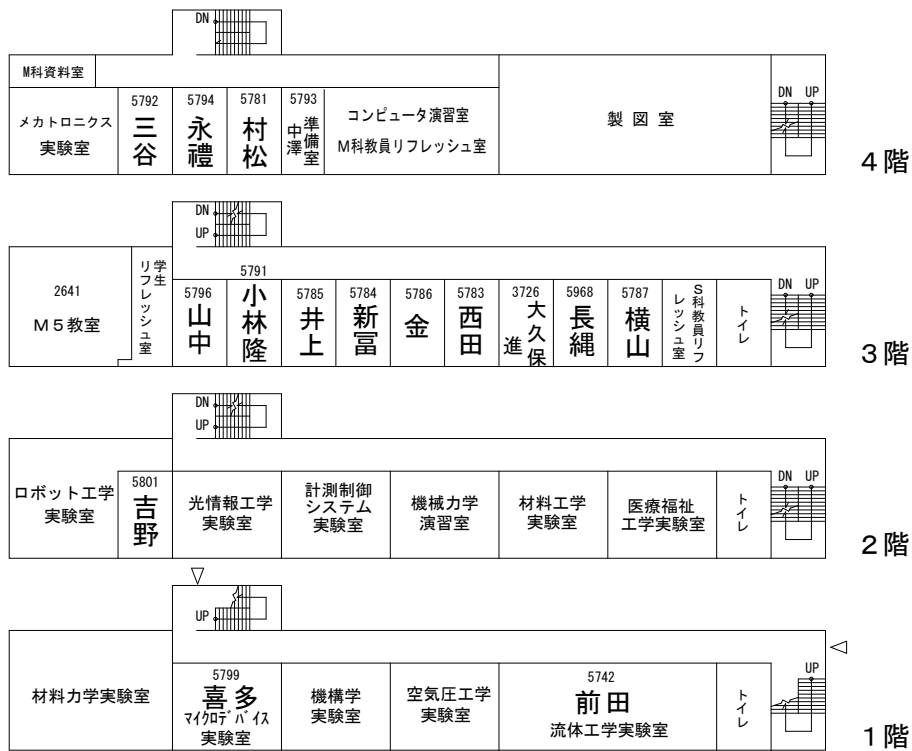 DN
M科資料室
メカトロニクス
実験室
5792
三谷
5794
永禮
5781
村松
5793
準備室
中澤
コンピュータ演習室
M科教員リフレッシュ室
製図室
DN UP
4階
DN
UP
2641
M5教室
学生
リフレッシュ室
5796
山中
5791
小林隆
5785
井上
5784
新冨
5786
金
5783
西田
3726
大久保
進
5968
長縄
5787
横山
S科教員リフ
レッシュ室
トイレ
DN UP
3階
DN
UP
ロボット工学
実験室
5801
吉野
光情報工学
実験室
計測制御
システム
実験室
機械力学
演習室
材料工学
実験室
医療福祉
工学実験室
トイレ
DN UP
2階
UP
材料力学実験室
5799
喜多
マイクロデバイス
実験室
機構学
実験室
空気圧工学
実験室
5742
前田
流体工学実験室
トイレ
UP
1階